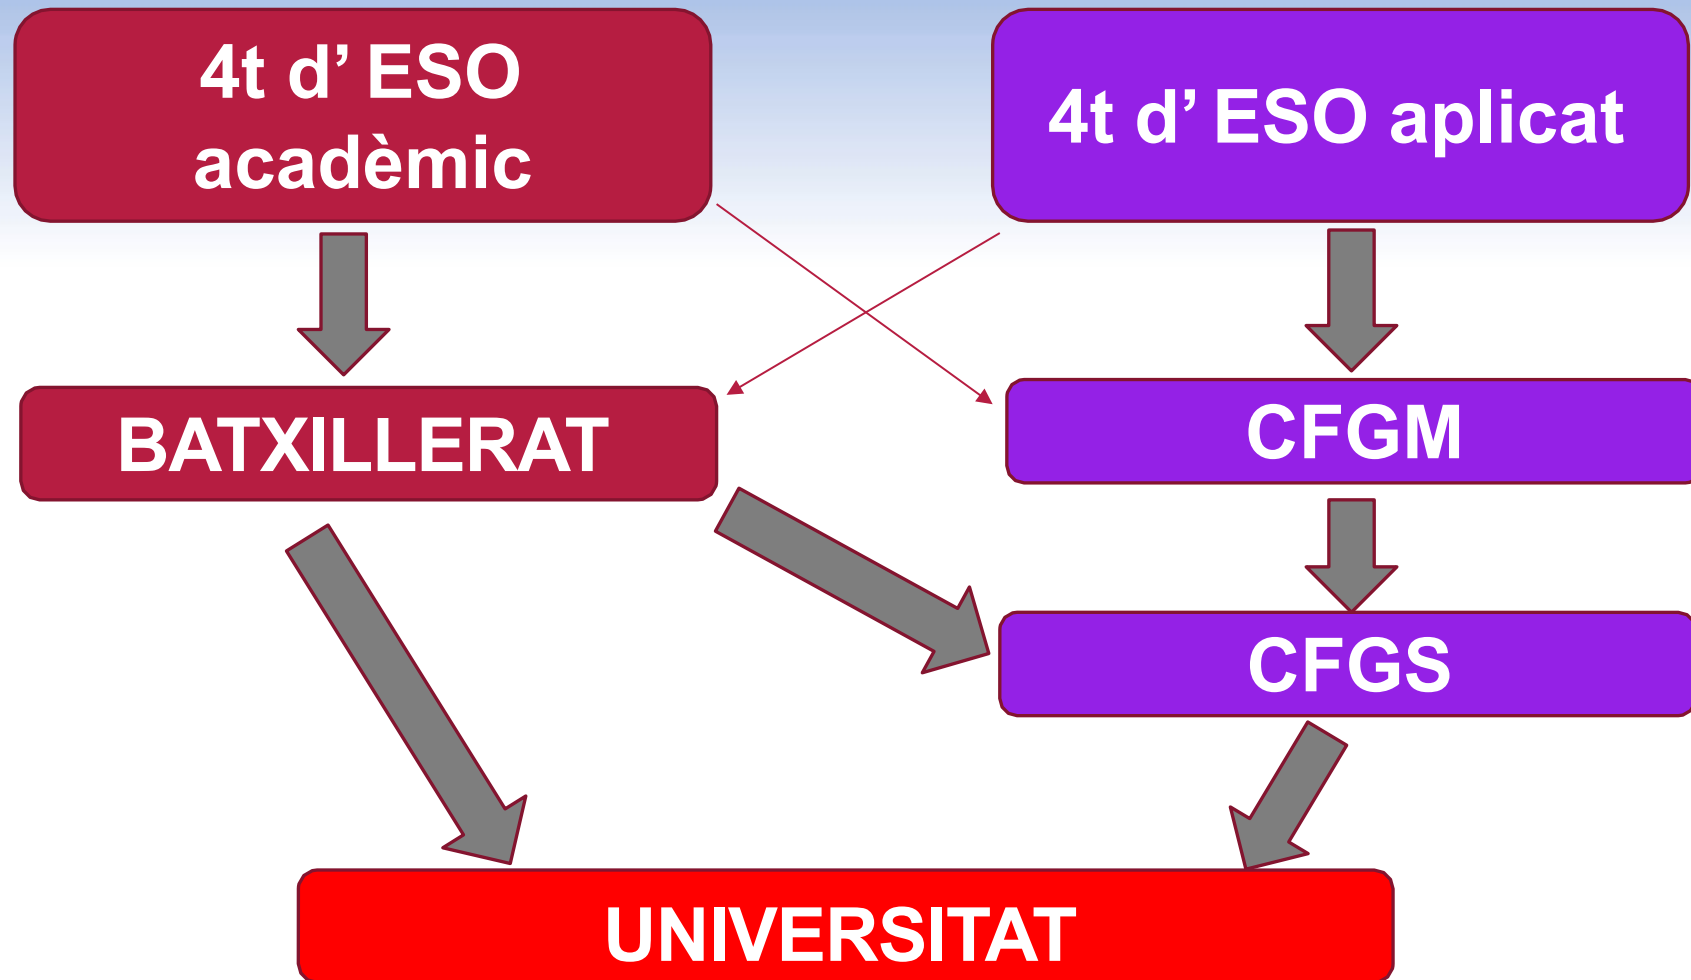 4t d’ ESO
acadèmic
4t d’ ESO aplicat
BATXILLERAT
CFGM
CFGS
UNIVERSITAT